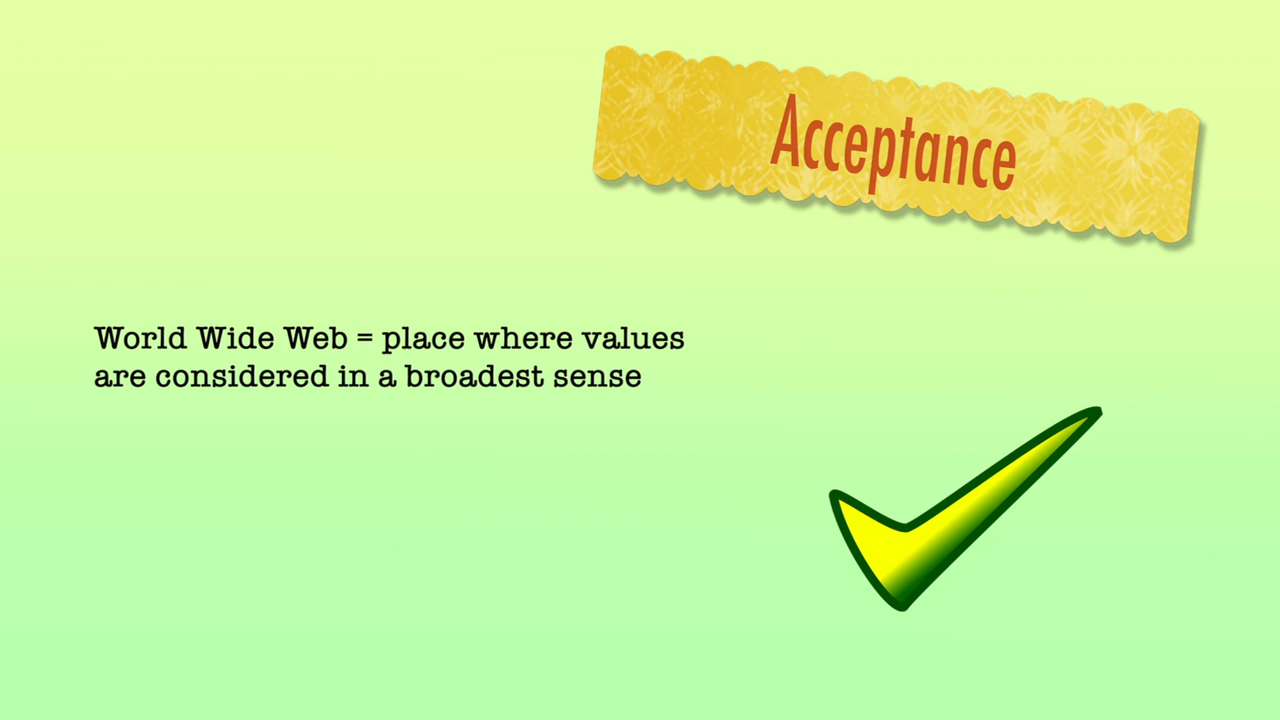 Acceptance
World Wide Web = place where values
are considered in a broadest sense